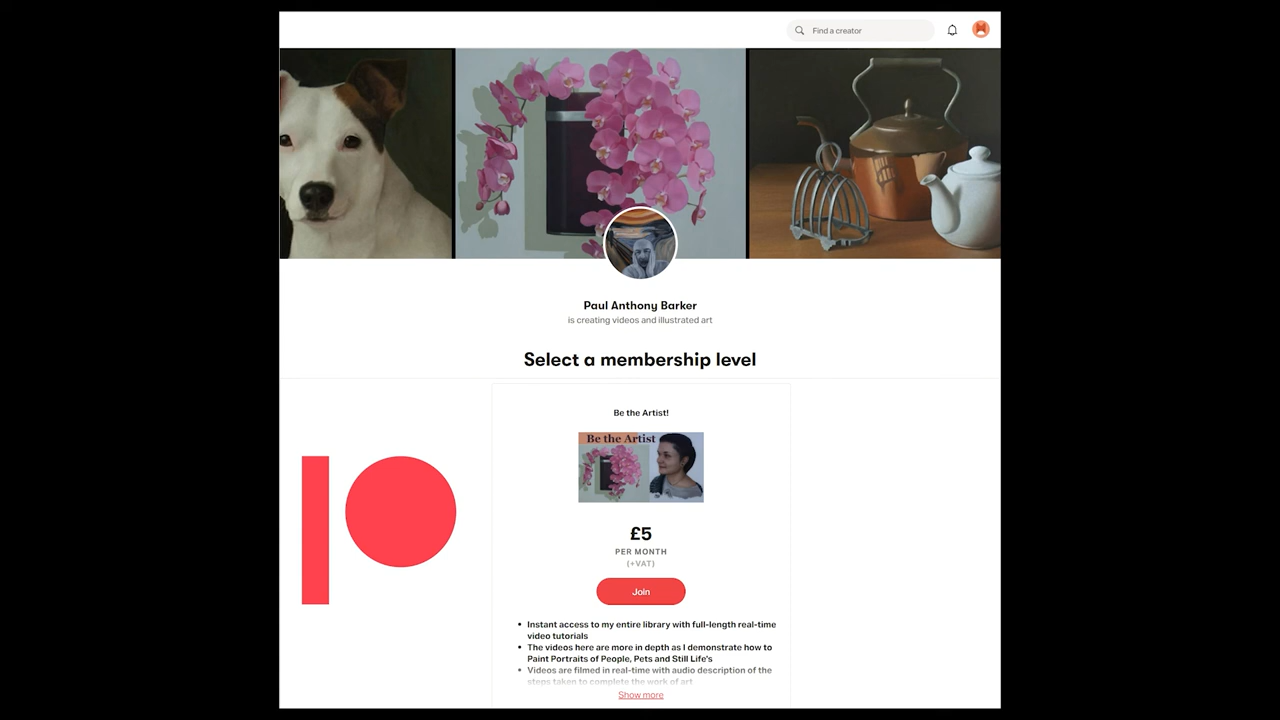 Find a creator
Paul Anthony Barker
is creating videos and illustrated art
Select a membership level
Be the Artist!
Be the Artist
£5
PER MONTH
(+VAT)
Join
• Instant access to my entire library with full-length real-time
video tutorials
• The videos here are more in depth as I demonstrate how to
Paint Portraits of People, Pets and Still Life's
• Videos are filmed in real-time with audio description of the
steps taken to complete the work of art
Show more